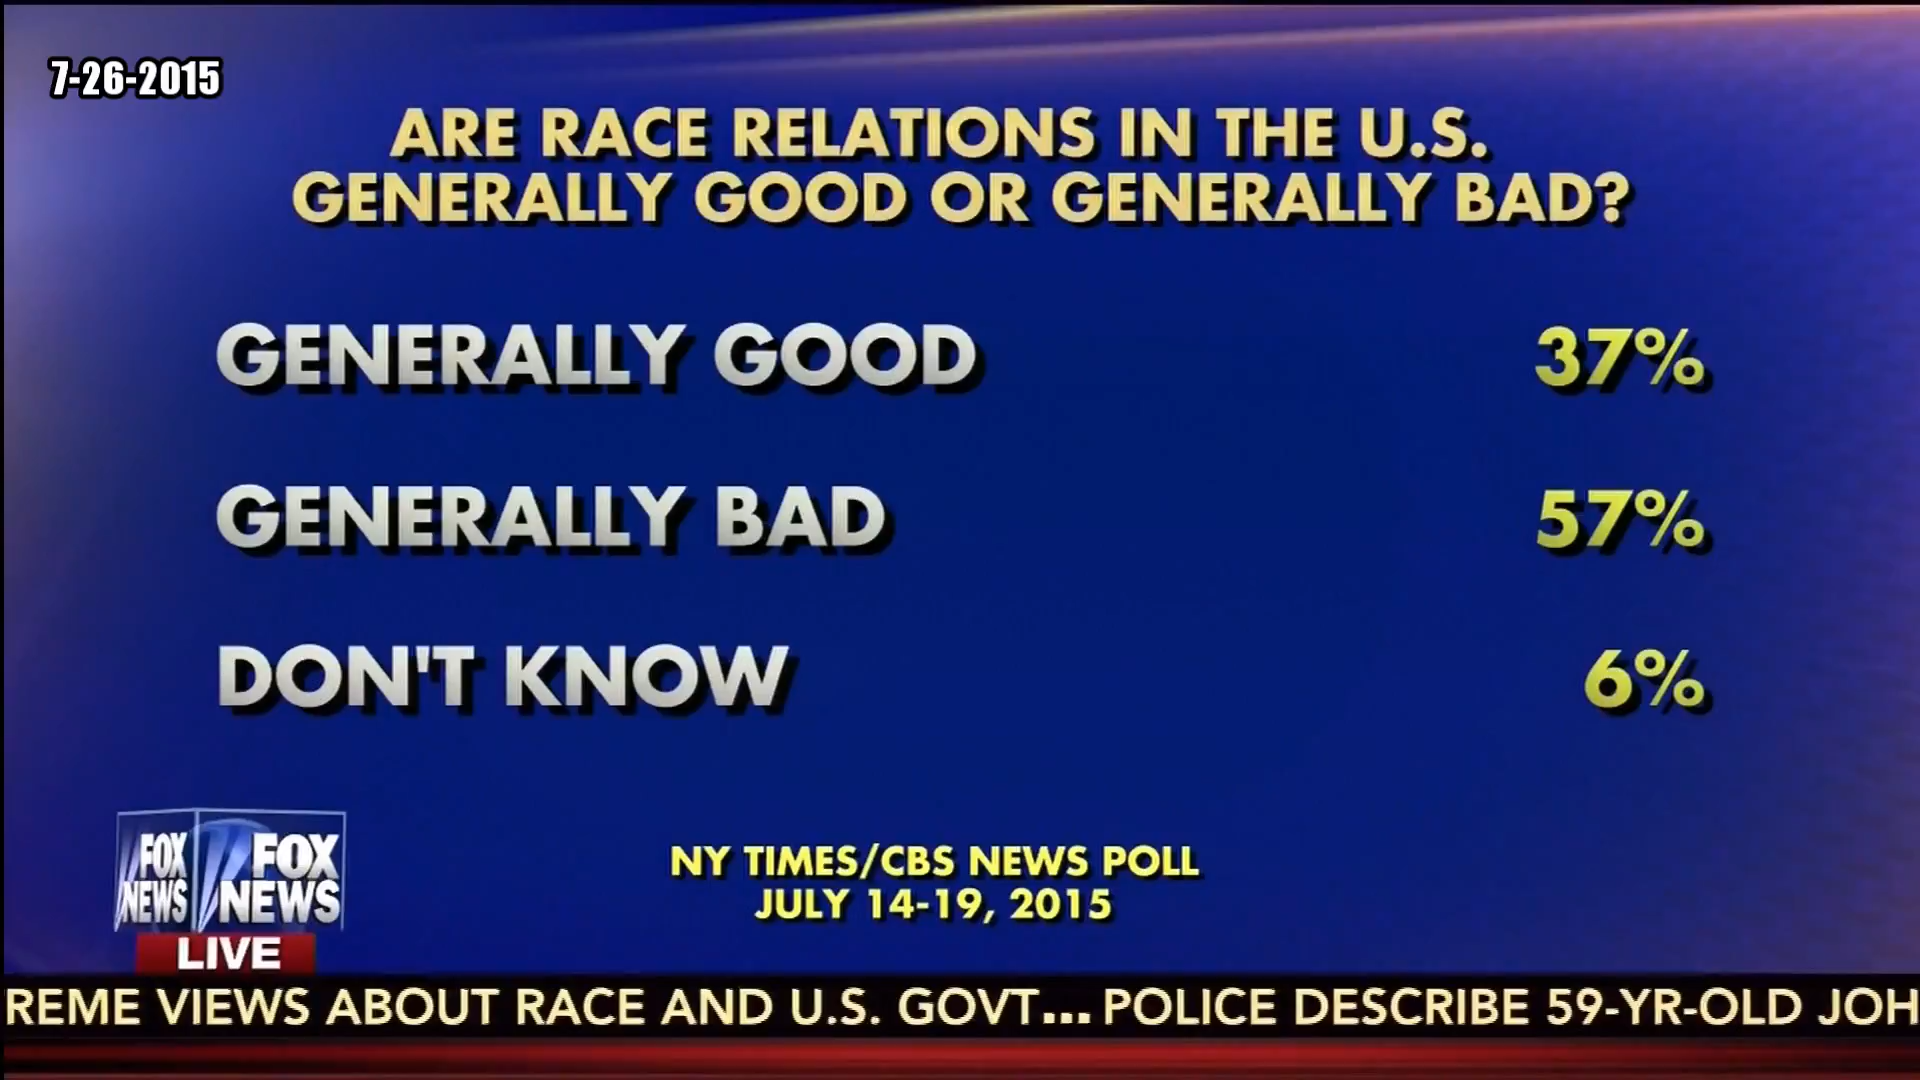 7-26-2015
ARE RACE RELATIONS IN THE U.S.
GENERALLY GOOD OR GENERALLY BAD?
GENERALLY GOOD 37%
GENERALLY BAD 57%
DON'T KNOW 6%
NY TIMES/CBS NEWS POLL
JULY 14-19, 2015
FOX NEWS FOX NEWS
LIVE
REME VIEWS ABOUT RACE AND U.S. GOVT... POLICE DESCRIBE 59-YR-OLD JOH